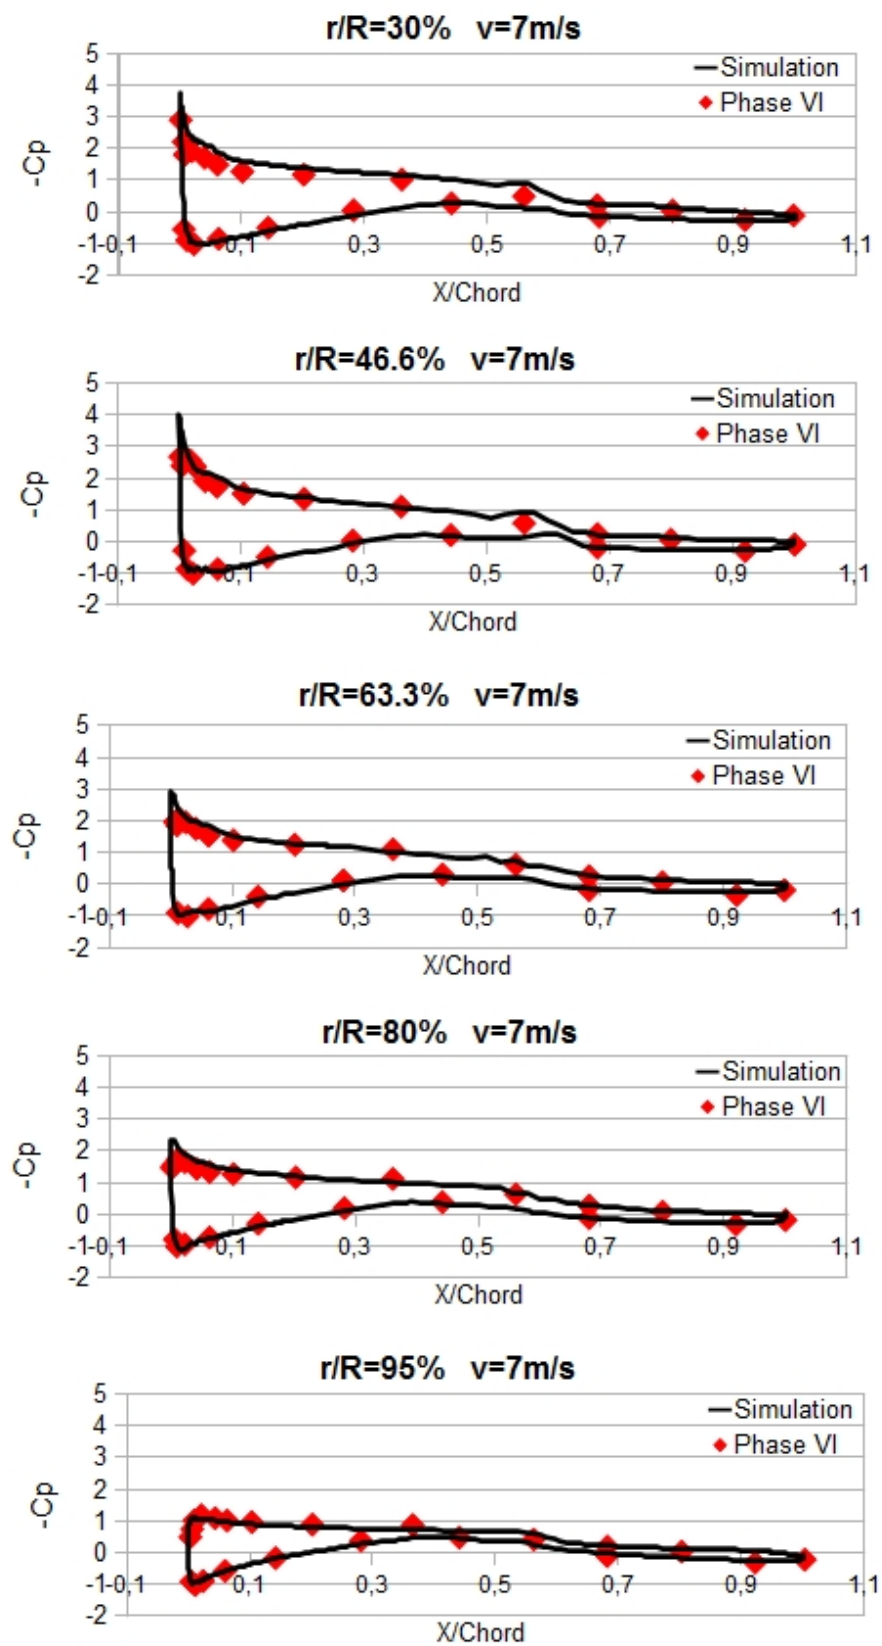 r/R=30% v=7m/s
5
4
3
2
1
0
-1
-2
-Cp
Simulation
Phase VI
-0,1 0,1 0,3 0,5 0,7 0,9 1,1
X/Chord
r/R=46.6% v=7m/s
5
4
3
2
1
0
-1
-2
-Cp
Simulation
Phase VI
-0,1 0,1 0,3 0,5 0,7 0,9 1,1
X/Chord
r/R=63.3% v=7m/s
5
4
3
2
1
0
-1
-2
-Cp
Simulation
Phase VI
-0,1 0,1 0,3 0,5 0,7 0,9 1,1
X/Chord
r/R=80% v=7m/s
5
4
3
2
1
0
-1
-2
-Cp
Simulation
Phase VI
-0,1 0,1 0,3 0,5 0,7 0,9 1,1
X/Chord
r/R=95% v=7m/s
5
4
3
2
1
0
-1
-2
-Cp
Simulation
Phase VI
-0,1 0,1 0,3 0,5 0,7 0,9 1,1
X/Chord